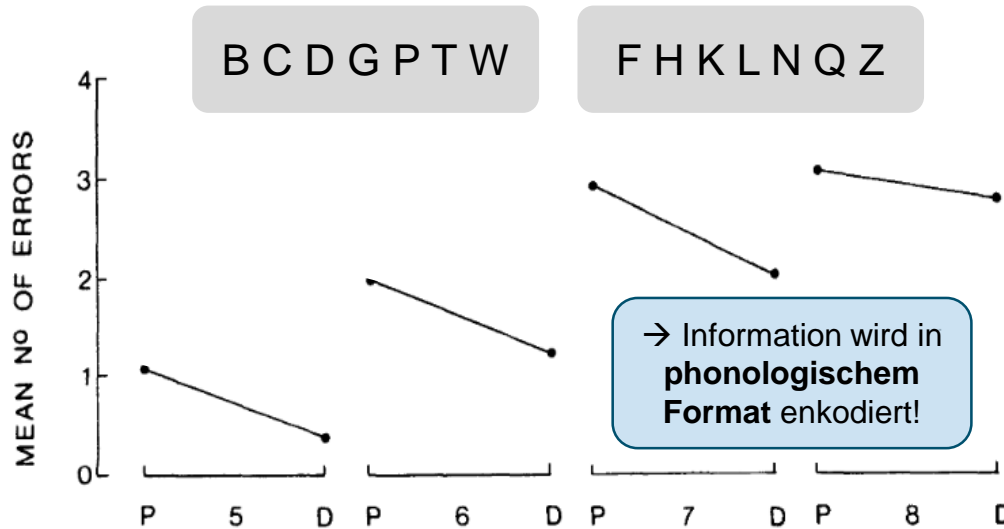 B C D G P T W
F H K L N Q Z
MEAN Nº OF ERRORS
4
3
2
1
0
→ Information wird in
phonologischem
Format enkodiert!
P 5 D P 6 D P 7 D P 8 D